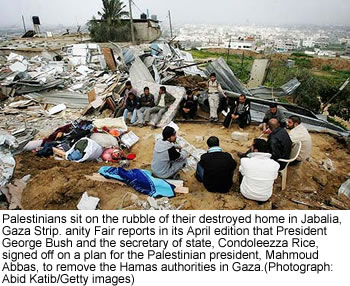 Palestinians sit on the rubble of their destroyed home in Jabalia,
Gaza Strip. anity Fair reports in its April edition that President
George Bush and the secretary of state, Condoleezza Rice,
signed off on a plan for the Palestinian president, Mahmoud
Abbas, to remove the Hamas authorities in Gaza.(Photograph:
Abid Katib/Getty images)